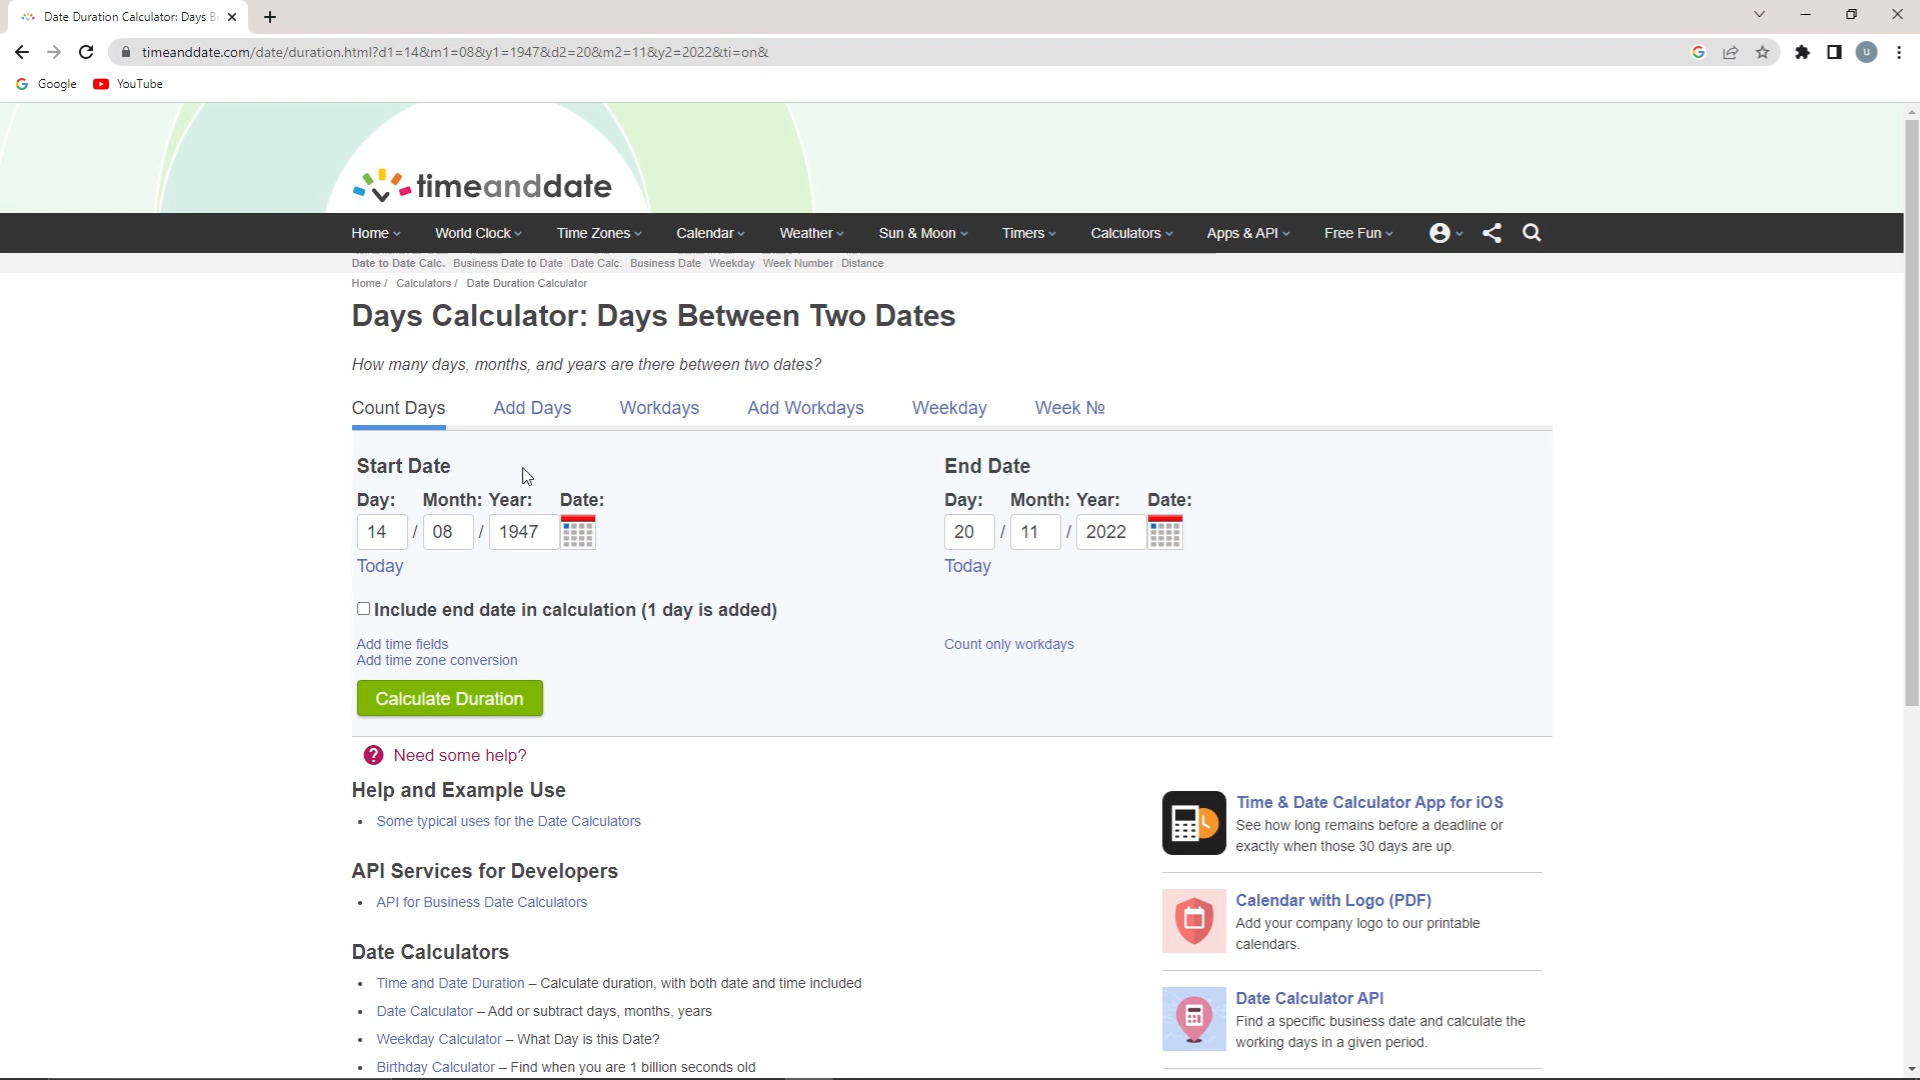 Date Duration Calculator: Days B
timeanddate.com/date/duration.html?d1=14&m1=08&y1=1947&d2=20&m2=11&y2=2022&ti=on&
u
Google YouTube
timeanddate
Home World Clock Time Zones Calendar Weather Sun & Moon Timers Calculators Apps & API Free Fun
Date to Date Calc. Business Date to Date Date Calc. Business Date Weekday Week Number Distance
Home / Calculators / Date Duration Calculator
Days Calculator: Days Between Two Dates
How many days, months, and years are there between two dates?
Count Days Add Days Workdays Add Workdays Weekday Week №
Start Date
Day: Month: Year: Date:
14 / 08 / 1947
Today
End Date
Day: Month: Year: Date:
20 / 11 / 2022
Today
Include end date in calculation (1 day is added)
Add time fields
Add time zone conversion
Count only workdays
Calculate Duration
? Need some help?
Help and Example Use
• Some typical uses for the Date Calculators
API Services for Developers
• API for Business Date Calculators
Date Calculators
• Time and Date Duration – Calculate duration, with both date and time included
• Date Calculator – Add or subtract days, months, years
• Weekday Calculator – What Day is this Date?
• Birthday Calculator – Find when you are 1 billion seconds old
Time & Date Calculator App for iOS
See how long remains before a deadline or
exactly when those 30 days are up.
Calendar with Logo (PDF)
Add your company logo to our printable
calendars.
Date Calculator API
Find a specific business date and calculate the
working days in a given period.